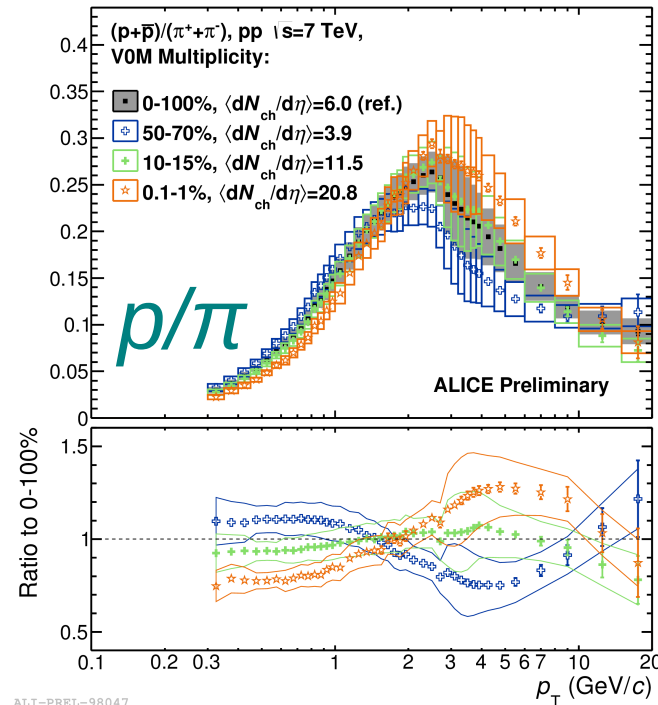 (p+p̅)/(π⁺+π⁻), pp √s=7 TeV,
V0M Multiplicity:
0-100%, ⟨dN_ch/dη⟩=6.0 (ref.)
50-70%, ⟨dN_ch/dη⟩=3.9
10-15%, ⟨dN_ch/dη⟩=11.5
0.1-1%, ⟨dN_ch/dη⟩=20.8
p/π
ALICE Preliminary
0.4
0.35
0.3
0.25
0.2
0.15
0.1
0.05
0
Ratio to 0-100%
1.5
1
0.5
0.1 0.2 0.3 1 2 3 4 5 6 7 10 20
p_T (GeV/c)
ALI-PREL-98047